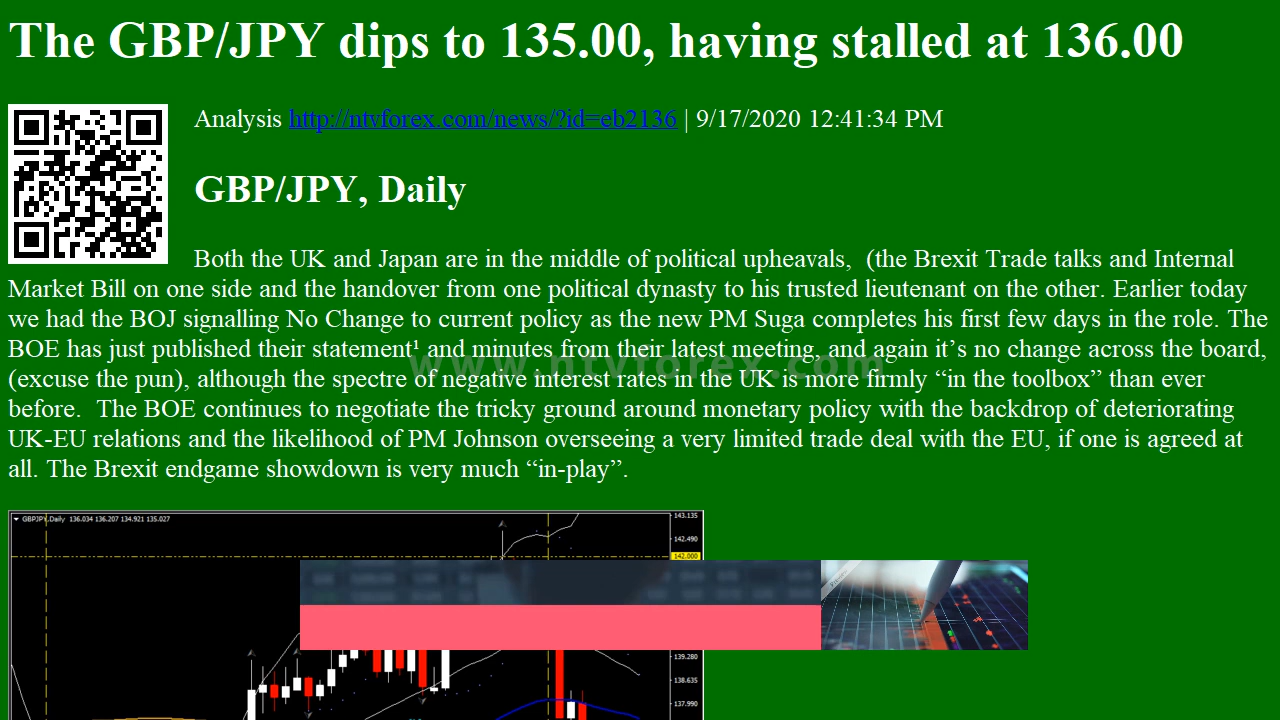 The GBP/JPY dips to 135.00, having stalled at 136.00
Analysis http://ntvforex.com/news/?id=eb2136 | 9/17/2020 12:41:34 PM
GBP/JPY, Daily
Both the UK and Japan are in the middle of political upheavals,  (the Brexit Trade talks and Internal
Market Bill on one side and the handover from one political dynasty to his trusted lieutenant on the other. Earlier today
we had the BOJ signalling No Change to current policy as the new PM Suga completes his first few days in the role. The
BOE has just published their statement¹ and minutes from their latest meeting, and again it’s no change across the board,
www.ntvforex.com
(excuse the pun), although the spectre of negative interest rates in the UK is more firmly “in the toolbox” than ever
before.  The BOE continues to negotiate the tricky ground around monetary policy with the backdrop of deteriorating
UK-EU relations and the likelihood of PM Johnson overseeing a very limited trade deal with the EU, if one is agreed at
all. The Brexit endgame showdown is very much “in-play”.
GBPJPY,Daily 136.034 136.207 134.921 135.027
143.135
142.490
142.000
139.280
138.635
137.990